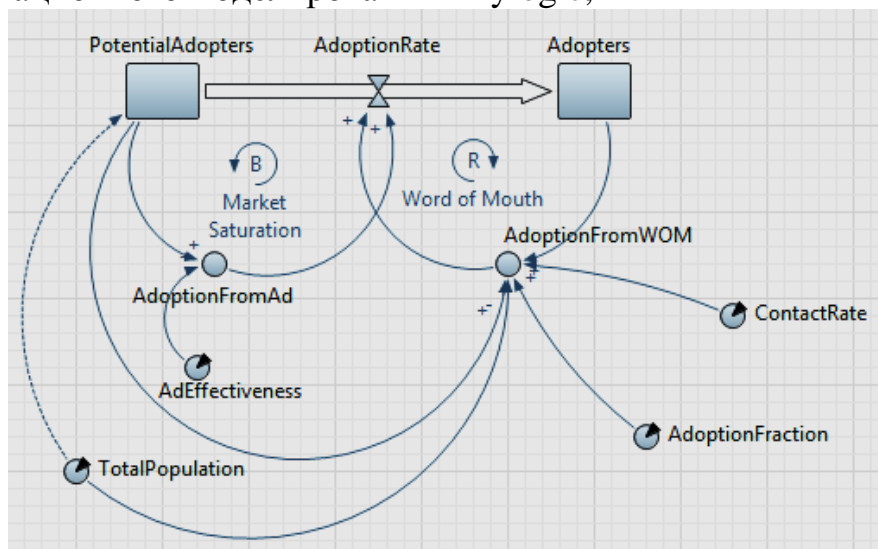 PotentialAdopters
AdoptionRate
Adopters
+
+
B
R
Market
Saturation
Word of Mouth
+
AdoptionFromWOM
AdoptionFromAd
+
+
+
-
ContactRate
AdEffectiveness
AdoptionFraction
TotalPopulation